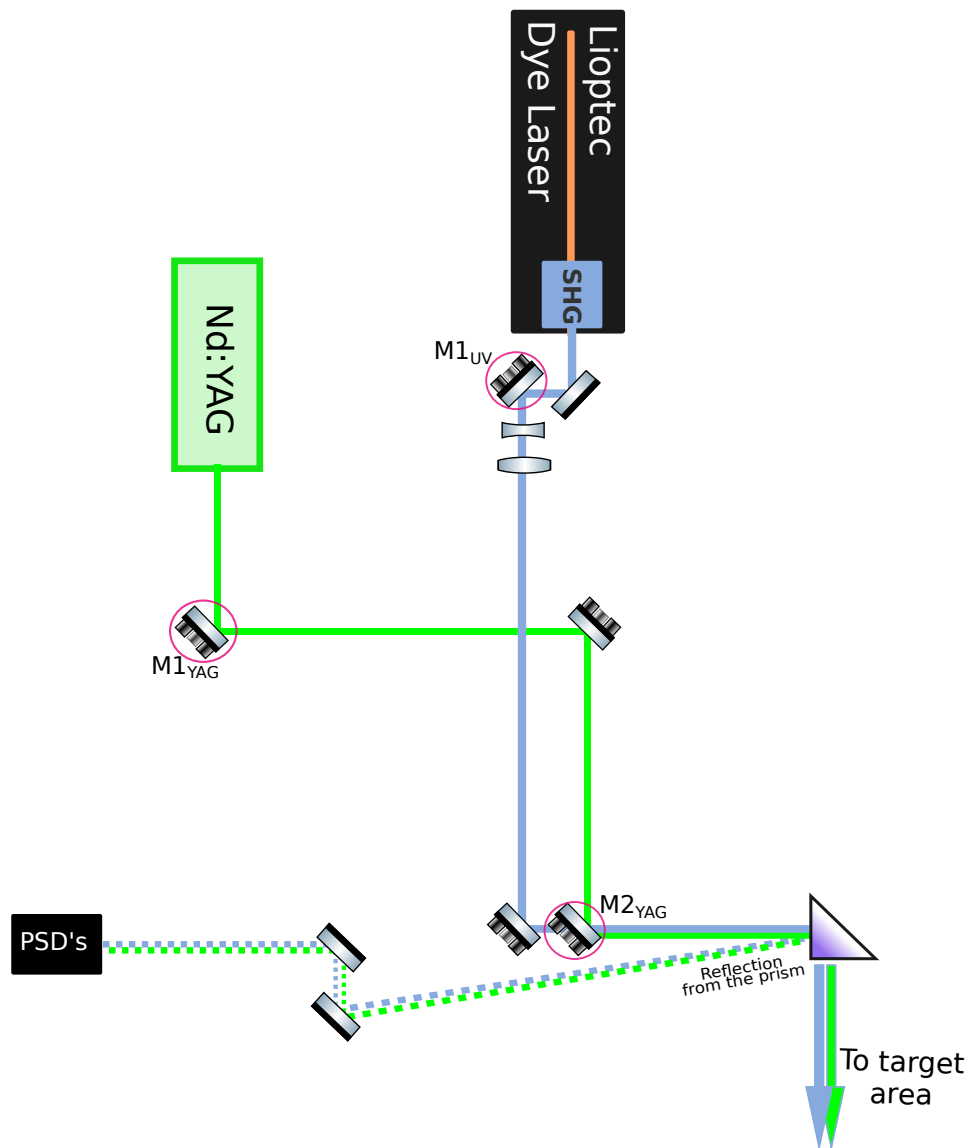 Lioptec
Dye Laser
SHG
Nd:YAG
M1UV
M1YAG
M2YAG
PSD's
Reflection
from the prism
To target
area